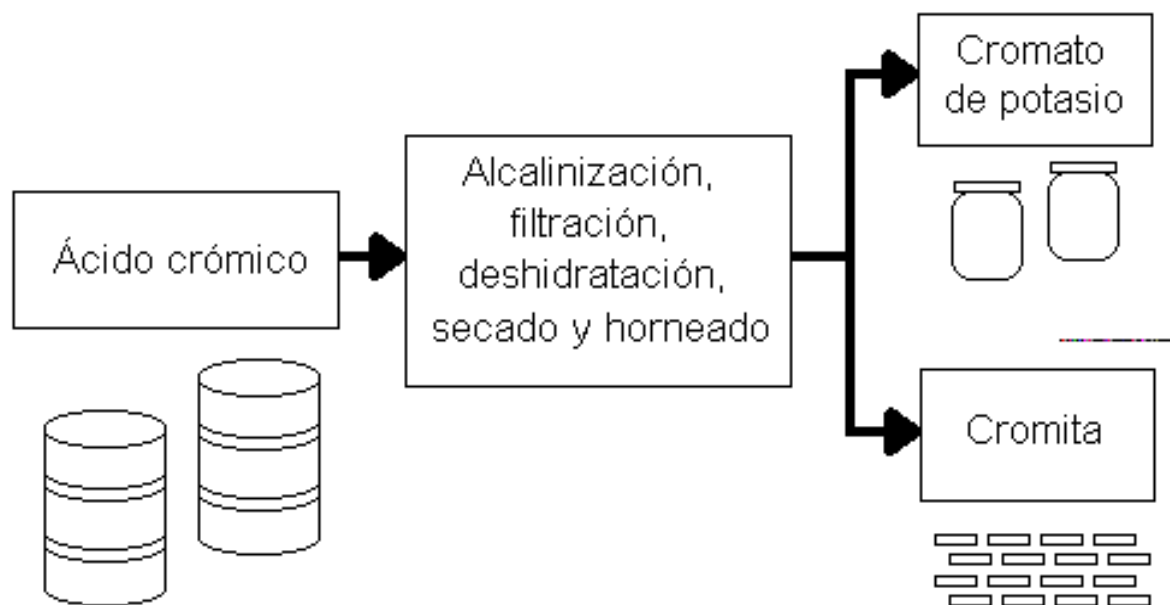 Ácido crómico
Alcalinización,
filtración,
deshidratación,
secado y horneado
Cromato
de potasio
Cromita